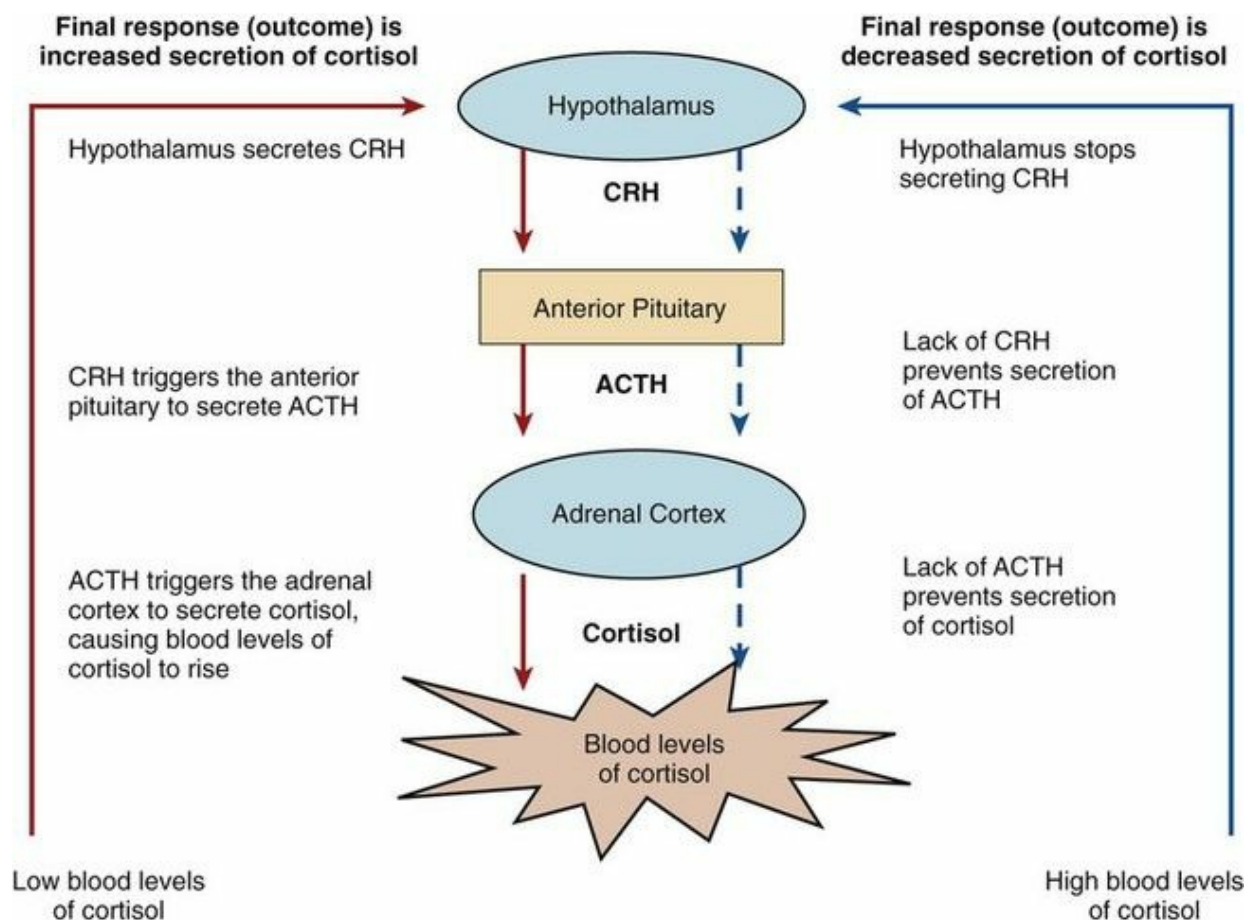 Final response (outcome) is
increased secretion of cortisol
Final response (outcome) is
decreased secretion of cortisol
Hypothalamus
Hypothalamus secretes CRH
Hypothalamus stops
secreting CRH
CRH
Anterior Pituitary
CRH triggers the anterior
pituitary to secrete ACTH
ACTH
Lack of CRH
prevents secretion
of ACTH
Adrenal Cortex
ACTH triggers the adrenal
cortex to secrete cortisol,
causing blood levels of
cortisol to rise
Cortisol
Lack of ACTH
prevents secretion
of cortisol
Blood levels
of cortisol
Low blood levels
of cortisol
High blood levels
of cortisol